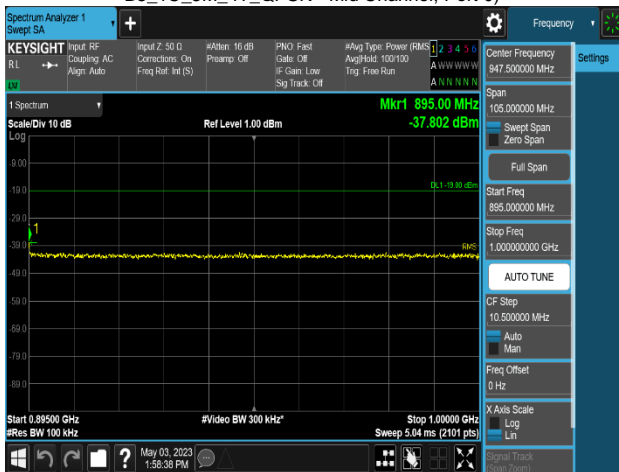 Spectrum Analyzer 1
Swept SA
+
Frequency
KEYSIGHT
RL
Input: RF
Coupling: AC
Align: Auto
Input Z: 50 Ω
Corrections: On
Freq Ref: Int (S)
#Atten: 16 dB
Preamp: Off
PNO: Fast
Gate: Off
IF Gain: Low
Sig Track: Off
#Avg Type: Power (RMS
Avg|Hold: 100/100
Trig: Free Run
1 2 3 4 5 6
A W W W W W
A N N N N N
1 Spectrum
Scale/Div 10 dB
Log
Ref Level 1.00 dBm
Mkr1 895.00 MHz
-37.802 dBm
-9.00
-19.0
-29.0
-39.0
-49.0
-59.0
-69.0
-79.0
-89.0
DL1 -19.00 dBm
1
RMS
Start 0.89500 GHz
#Res BW 100 kHz
#Video BW 300 kHz*
Stop 1.00000 GHz
Sweep 5.04 ms (2101 pts)
Center Frequency
947.500000 MHz
Settings
Span
105.000000 MHz
Swept Span
Zero Span
Full Span
Start Freq
895.000000 MHz
Stop Freq
1.000000000 GHz
AUTO TUNE
CF Step
10.500000 MHz
Auto
Man
Freq Offset
0 Hz
X Axis Scale
Log
Lin
Signal Track
(Span Zoom)
?
May 03, 2023
1:58:38 PM